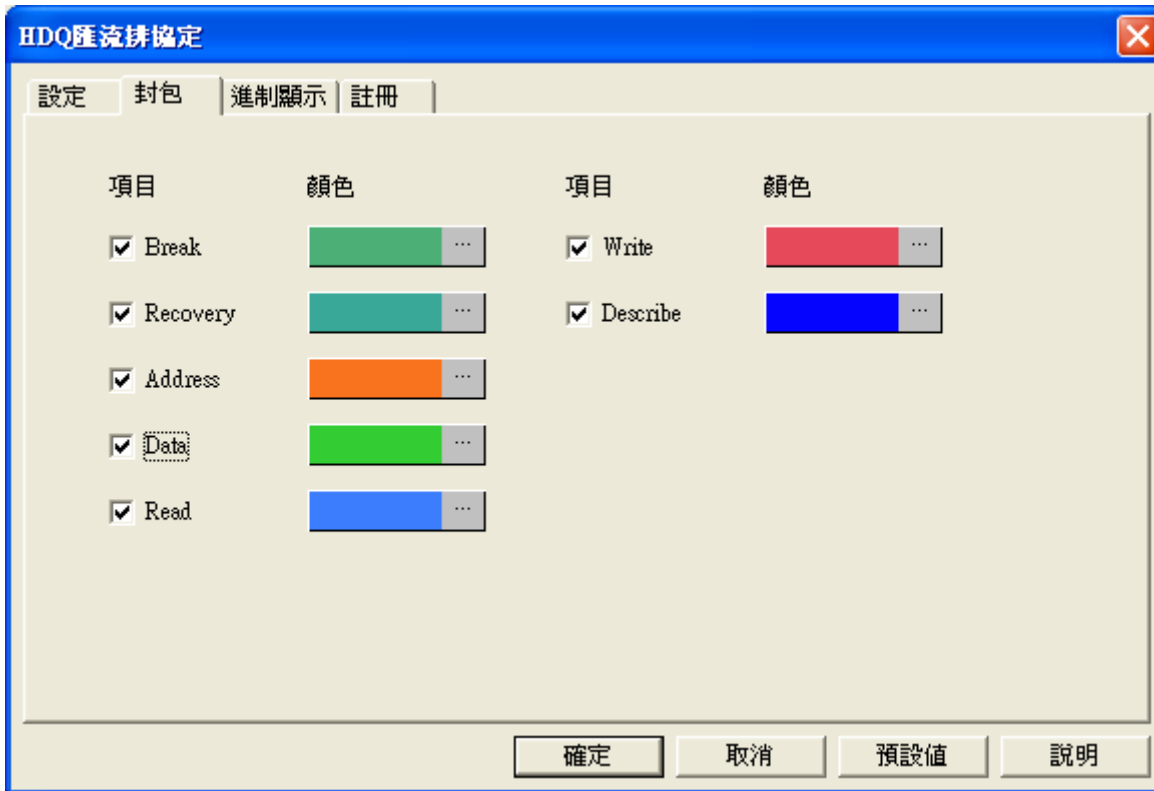 HDQ匯流排協定
設定 封包 進制顯示 註冊
項目 顏色 項目 顏色
Break ... Write ...
Recovery ... Describe ...
Address ...
Data ...
Read ...
確定 取消 預設值 說明